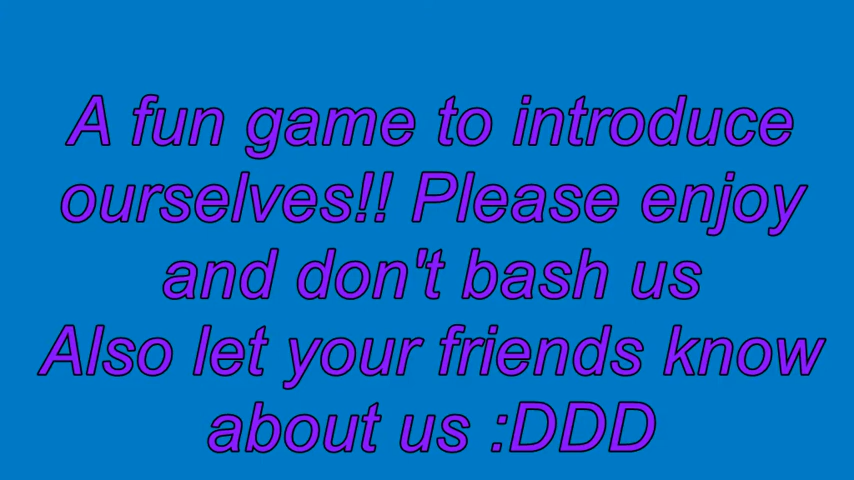 A fun game to introduce
ourselves!! Please enjoy
and don't bash us
Also let your friends know
about us :DDD